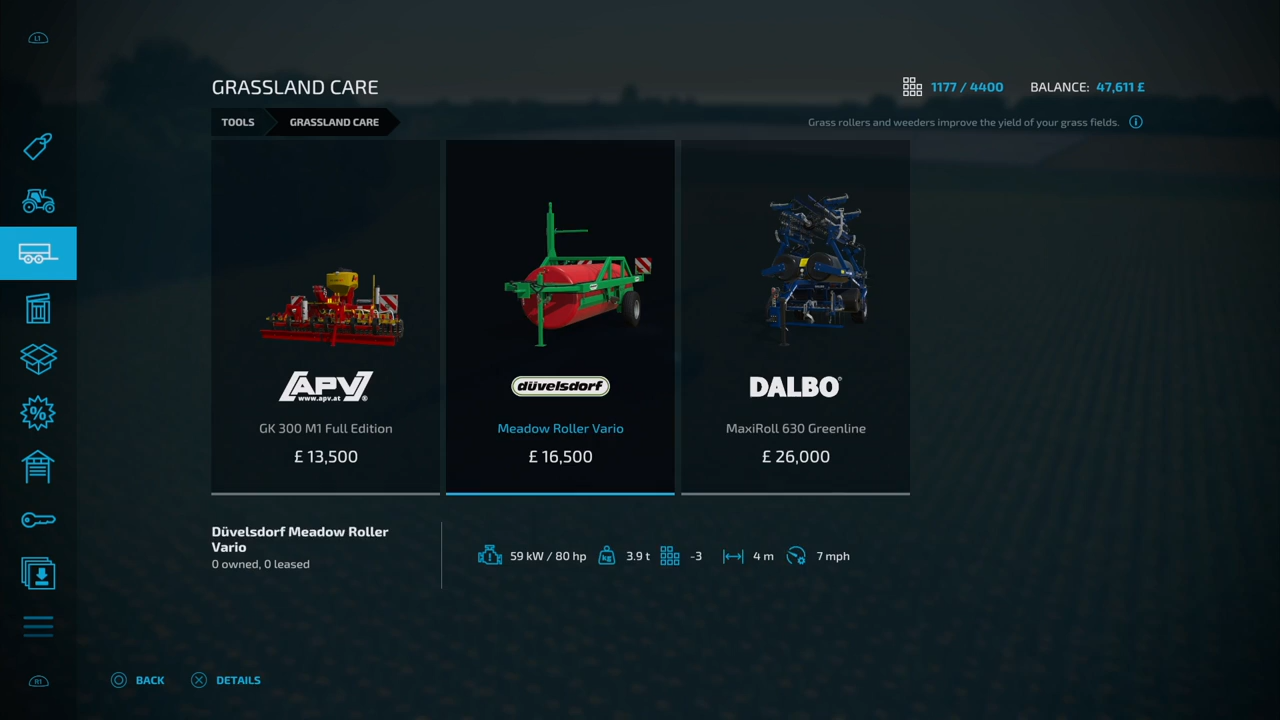 L1
GRASSLAND CARE
1177 / 4400
BALANCE: 47,611 £
TOOLS
GRASSLAND CARE
Grass rollers and weeders improve the yield of your grass fields.
APV
www.apv.at
düvelsdorf
DALBO
GK 300 M1 Full Edition
Meadow Roller Vario
MaxiRoll 630 Greenline
£ 13,500
£ 16,500
£ 26,000
Düvelsdorf Meadow Roller
Vario
0 owned, 0 leased
59 kW / 80 hp
kg
3.9 t
-3
4 m
7 mph
BACK
DETAILS
R1